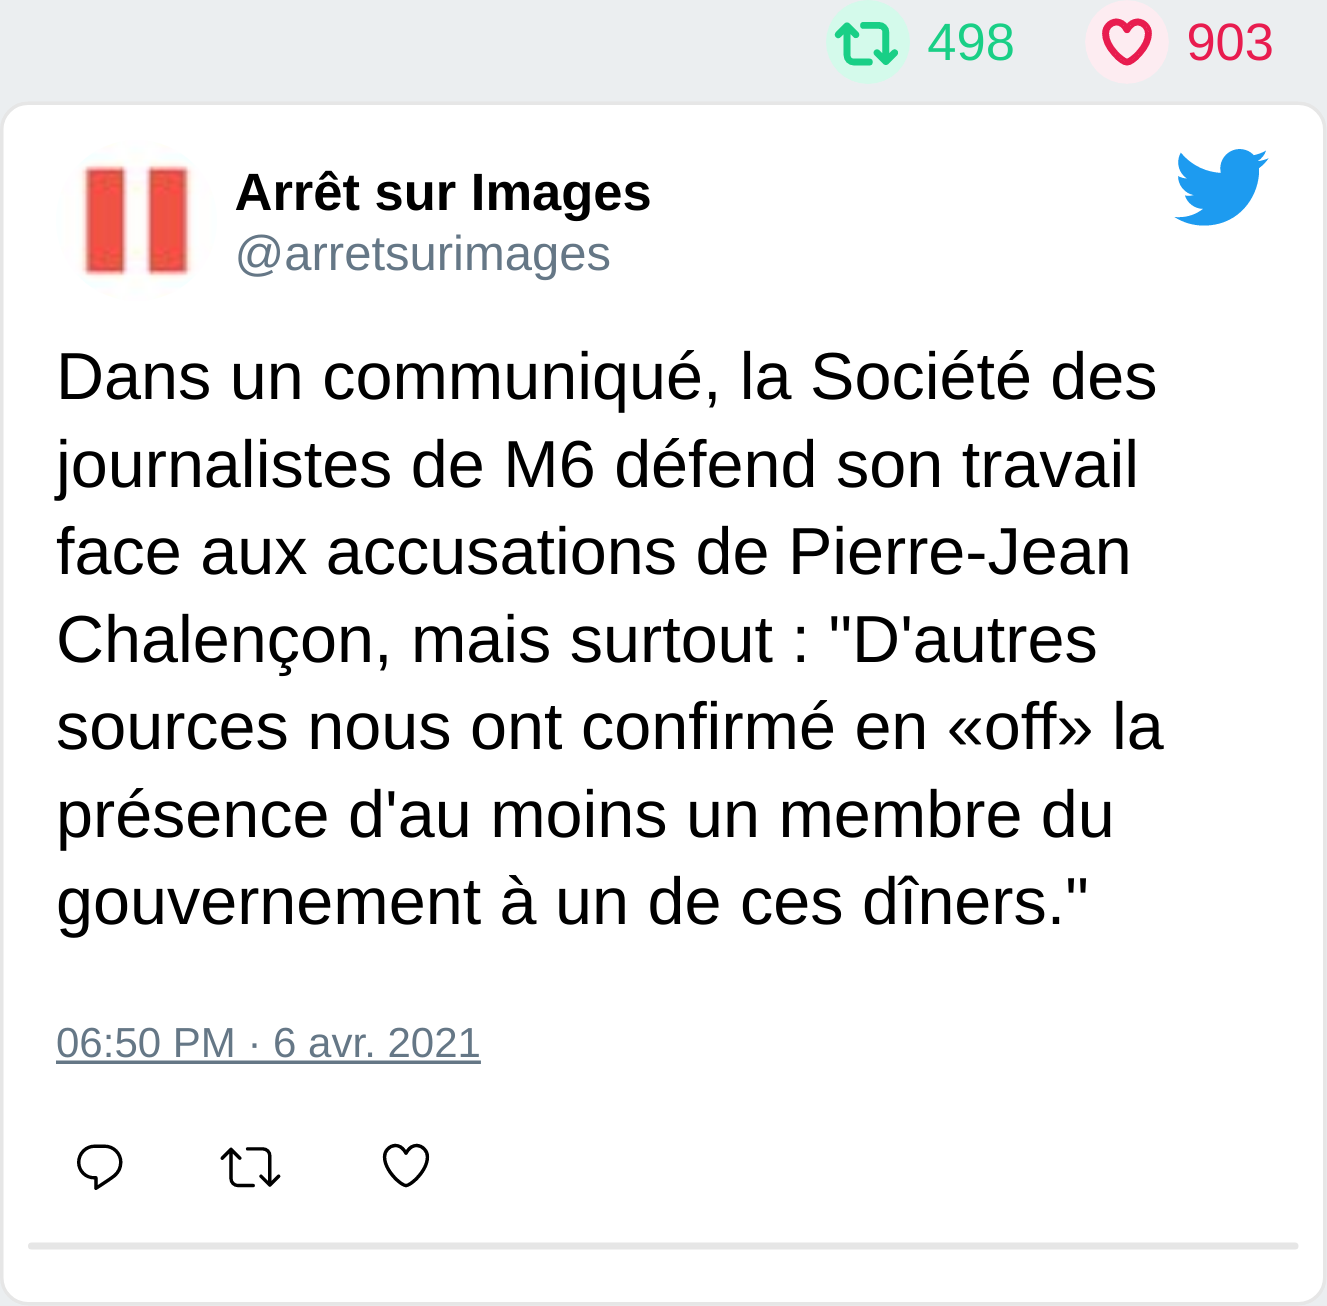 498 903
Arrêt sur Images
@arretsurimages
Dans un communiqué, la Société des
journalistes de M6 défend son travail
face aux accusations de Pierre-Jean
Chalençon, mais surtout : "D'autres
sources nous ont confirmé en «off» la
présence d'au moins un membre du
gouvernement à un de ces dîners."
06:50 PM · 6 avr. 2021